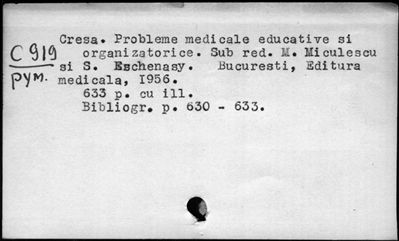 Cresa. Probleme medicale educative si
organizatorice. Sub red. M. Miculescu
si S. Eschenasy. Bucuresti, Editura
medicala, 1956.
633 p. cu ill.
Bibliogr. p. 630 - 633.
C 919
рум.